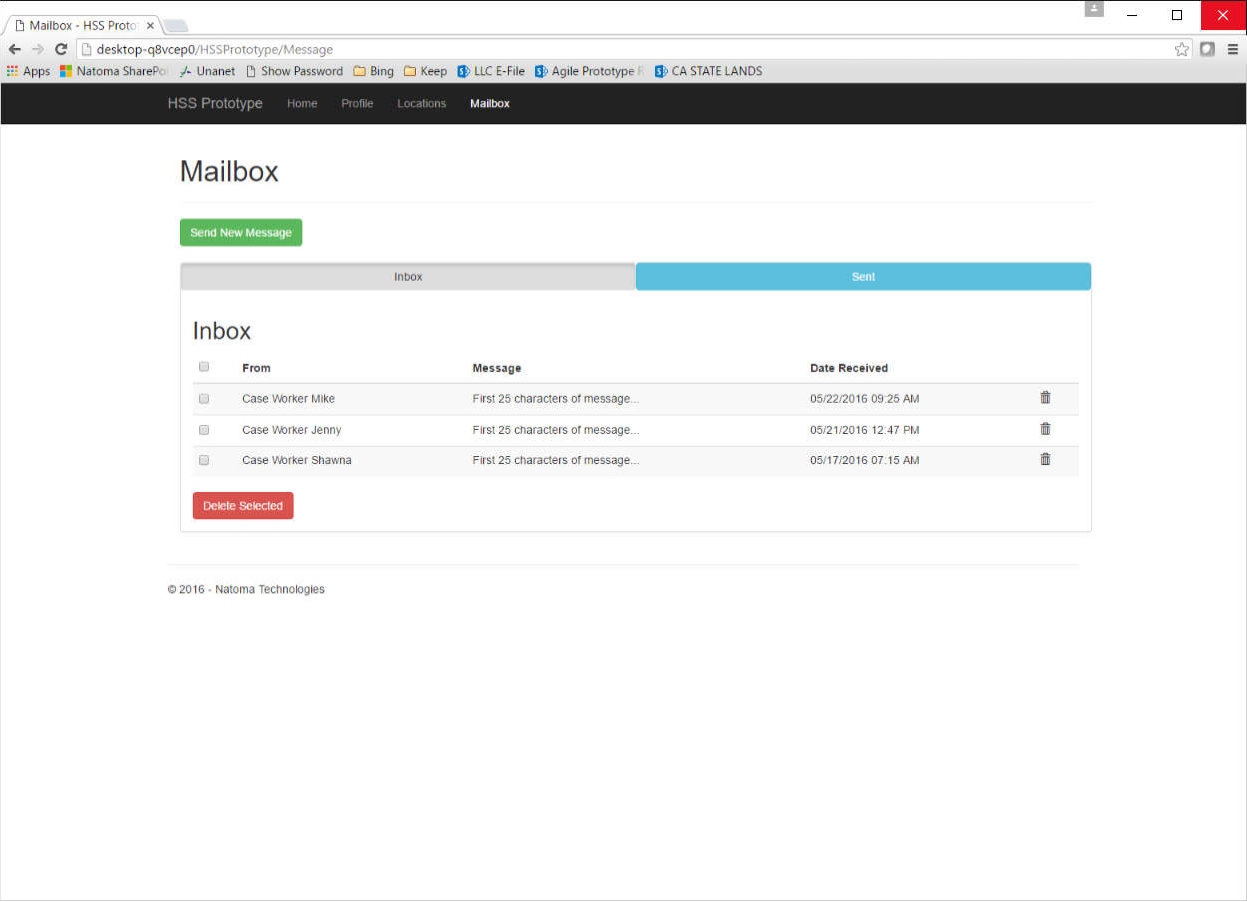 Mailbox - HSS Proto
desktop-q8vcep0/HSSPrototype/Message
Apps Natoma SharePo Unanet Show Password Bing Keep LLC E-File Agile Prototype R CA STATE LANDS
HSS Prototype Home Profile Locations Mailbox
Mailbox
Send New Message
Inbox Sent
Inbox
From Message Date Received
Case Worker Mike First 25 characters of message... 05/22/2016 09:25 AM
Case Worker Jenny First 25 characters of message... 05/21/2016 12:47 PM
Case Worker Shawna First 25 characters of message... 05/17/2016 07:15 AM
Delete Selected
© 2016 - Natoma Technologies